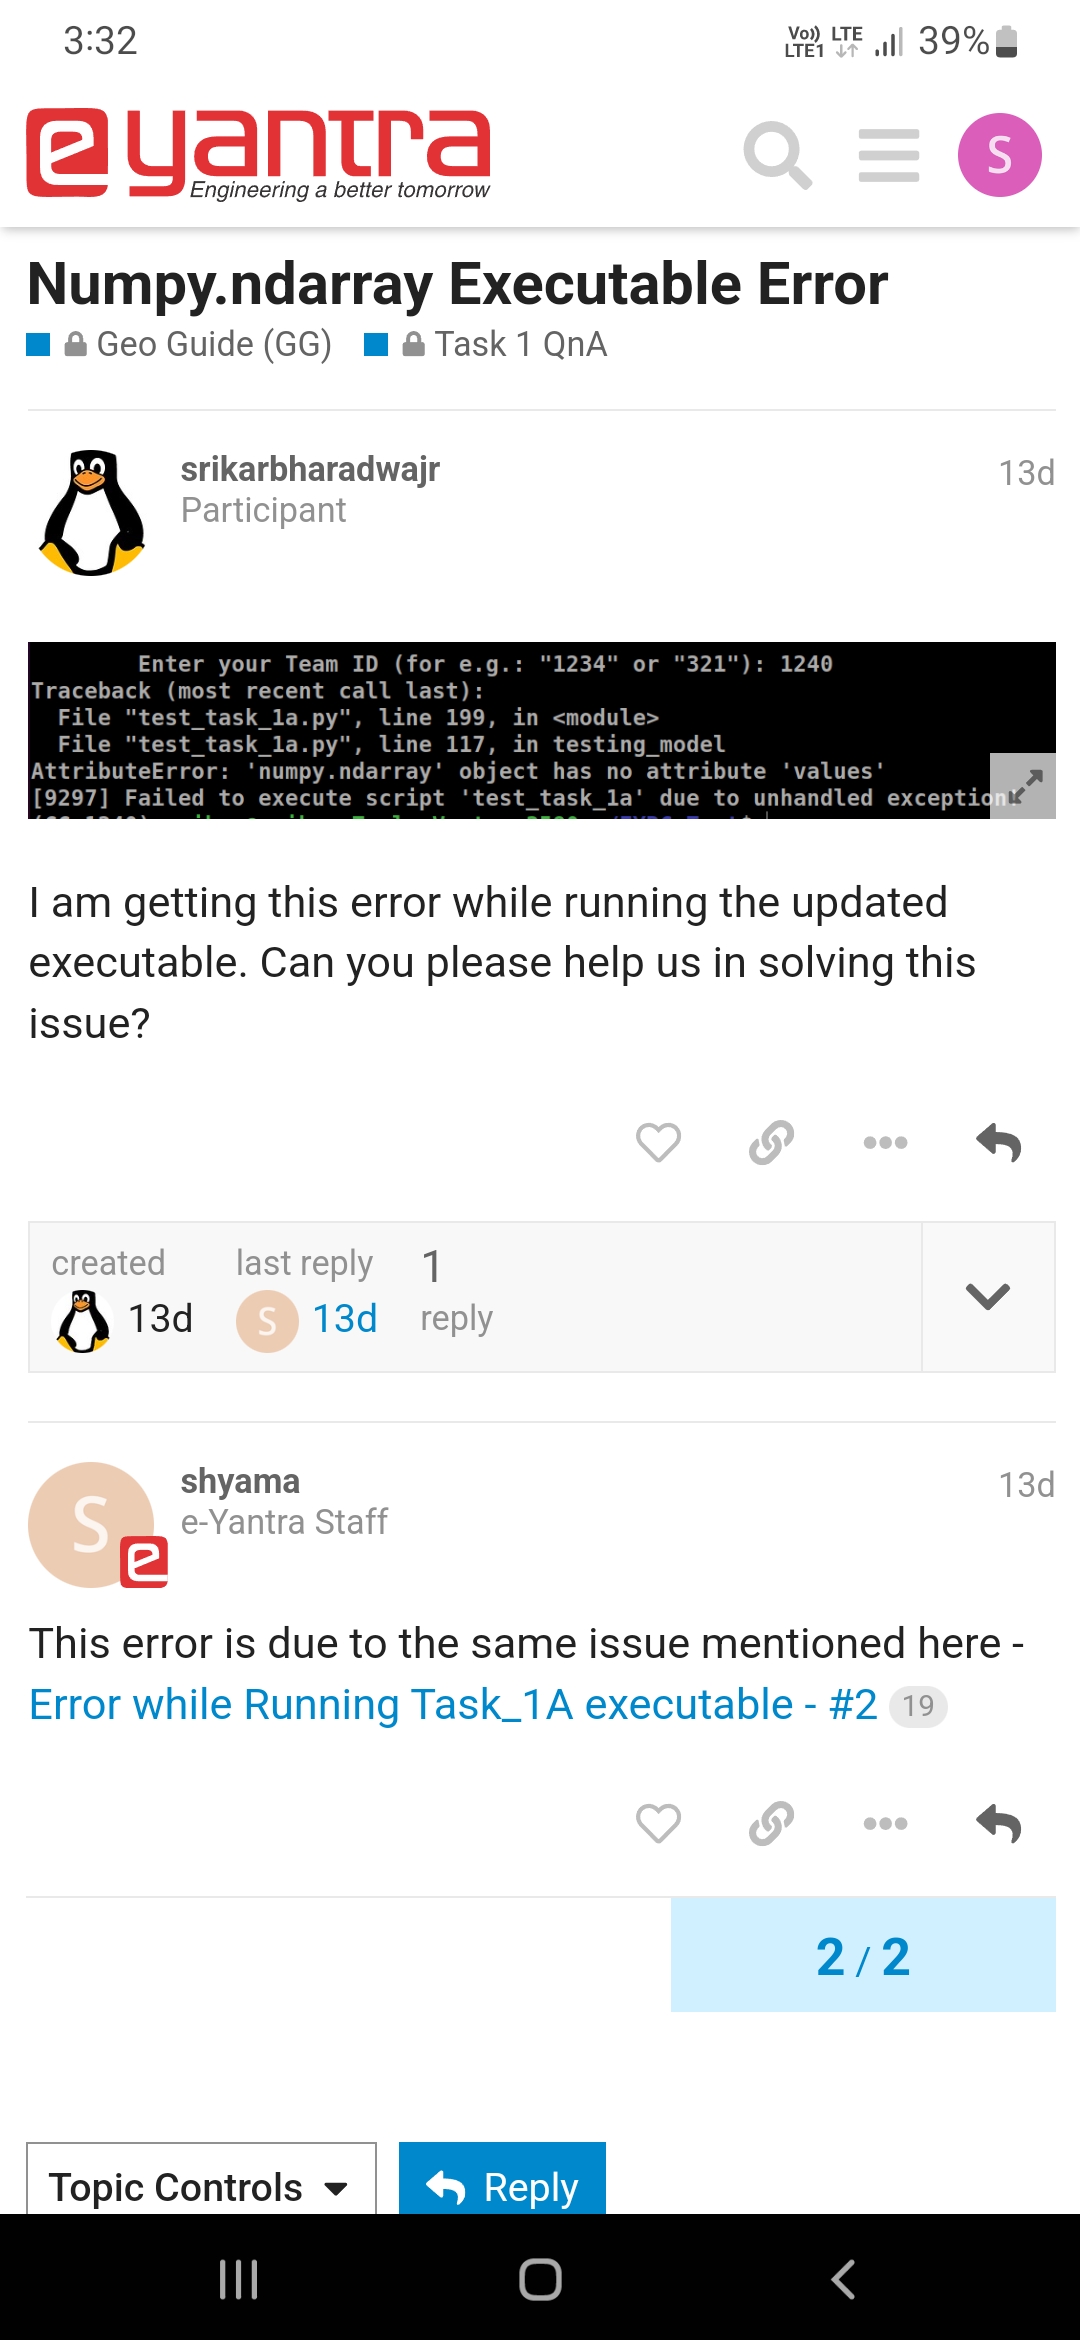 3:32
Vo)) LTE
LTE1
39%
e yantra
Engineering a better tomorrow
S
Numpy.ndarray Executable Error
Geo Guide (GG) Task 1 QnA
srikarbharadwajr
13d
Participant
Enter your Team ID (for e.g.: "1234" or "321"): 1240
Traceback (most recent call last):
File "test_task_1a.py", line 199, in <module>
File "test_task_1a.py", line 117, in testing_model
AttributeError: 'numpy.ndarray' object has no attribute 'values'
[9297] Failed to execute script 'test_task_1a' due to unhandled exception
I am getting this error while running the updated
executable. Can you please help us in solving this
issue?
created last reply 1
13d S 13d reply
S
shyama
13d
e-Yantra Staff
e
This error is due to the same issue mentioned here -
Error while Running Task_1A executable - #2 19
2 / 2
Topic Controls Reply